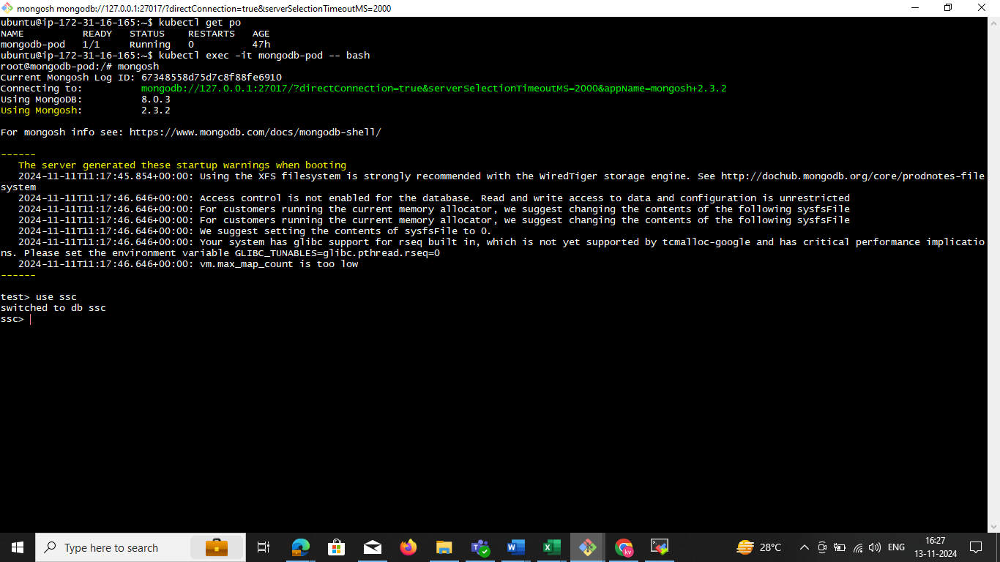 mongosh mongodb://127.0.0.1:27017/?directConnection=true&serverSelectionTimeoutMS=2000
ubuntu@ip-172-31-16-165:~$ kubectl get po
NAME          READY   STATUS    RESTARTS   AGE
mongodb-pod   1/1     Running   0          47h
ubuntu@ip-172-31-16-165:~$ kubectl exec -it mongodb-pod -- bash
root@mongodb-pod:/# mongosh
Current Mongosh Log ID: 67348558d75d7c8f88fe6910
Connecting to:          mongodb://127.0.0.1:27017/?directConnection=true&serverSelectionTimeoutMS=2000&appName=mongosh+2.3.2
Using MongoDB:          8.0.3
Using Mongosh:          2.3.2
For mongosh info see: https://www.mongodb.com/docs/mongodb-shell/
------
   The server generated these startup warnings when booting
   2024-11-11T11:17:45.854+00:00: Using the XFS filesystem is strongly recommended with the WiredTiger storage engine. See http://dochub.mongodb.org/core/prodnotes-file
system
   2024-11-11T11:17:46.646+00:00: Access control is not enabled for the database. Read and write access to data and configuration is unrestricted
   2024-11-11T11:17:46.646+00:00: For customers running the current memory allocator, we suggest changing the contents of the following sysfsFile
   2024-11-11T11:17:46.646+00:00: For customers running the current memory allocator, we suggest changing the contents of the following sysfsFile
   2024-11-11T11:17:46.646+00:00: We suggest setting the contents of sysfsFile to 0.
   2024-11-11T11:17:46.646+00:00: Your system has glibc support for rseq built in, which is not yet supported by tcmalloc-google and has critical performance implicatio
ns. Please set the environment variable GLIBC_TUNABLES=glibc.pthread.rseq=0
   2024-11-11T11:17:46.646+00:00: vm.max_map_count is too low
------
test> use ssc
switched to db ssc
ssc>
Type here to search
kv
28°C
ENG
16:27
13-11-2024